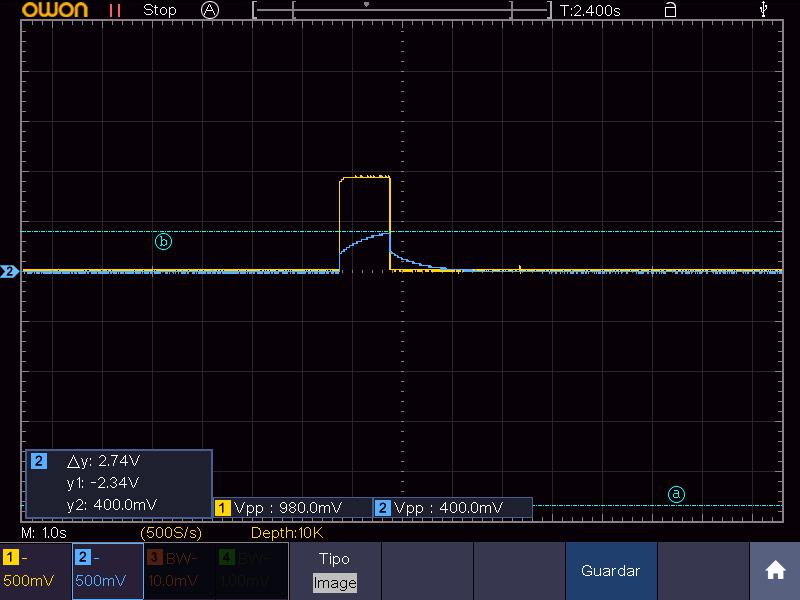 OWON Stop A T:2.400s
b
2
a
2 △y: 2.74V
y1: -2.34V
y2: 400.0mV
1 Vpp : 980.0mV 2 Vpp : 400.0mV
M: 1.0s (500S/s) Depth:10K
1 - 2 - 3 BW- 4 BW- Tipo
500mV 500mV 10.0mV 1.00mV Image Guardar